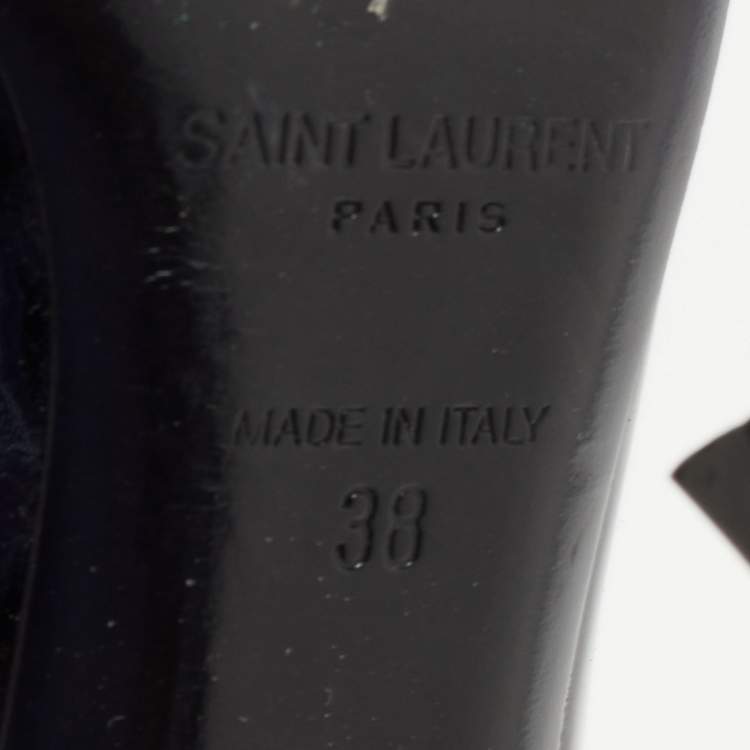 SAINT LAURENT
PARIS
MADE IN ITALY
38